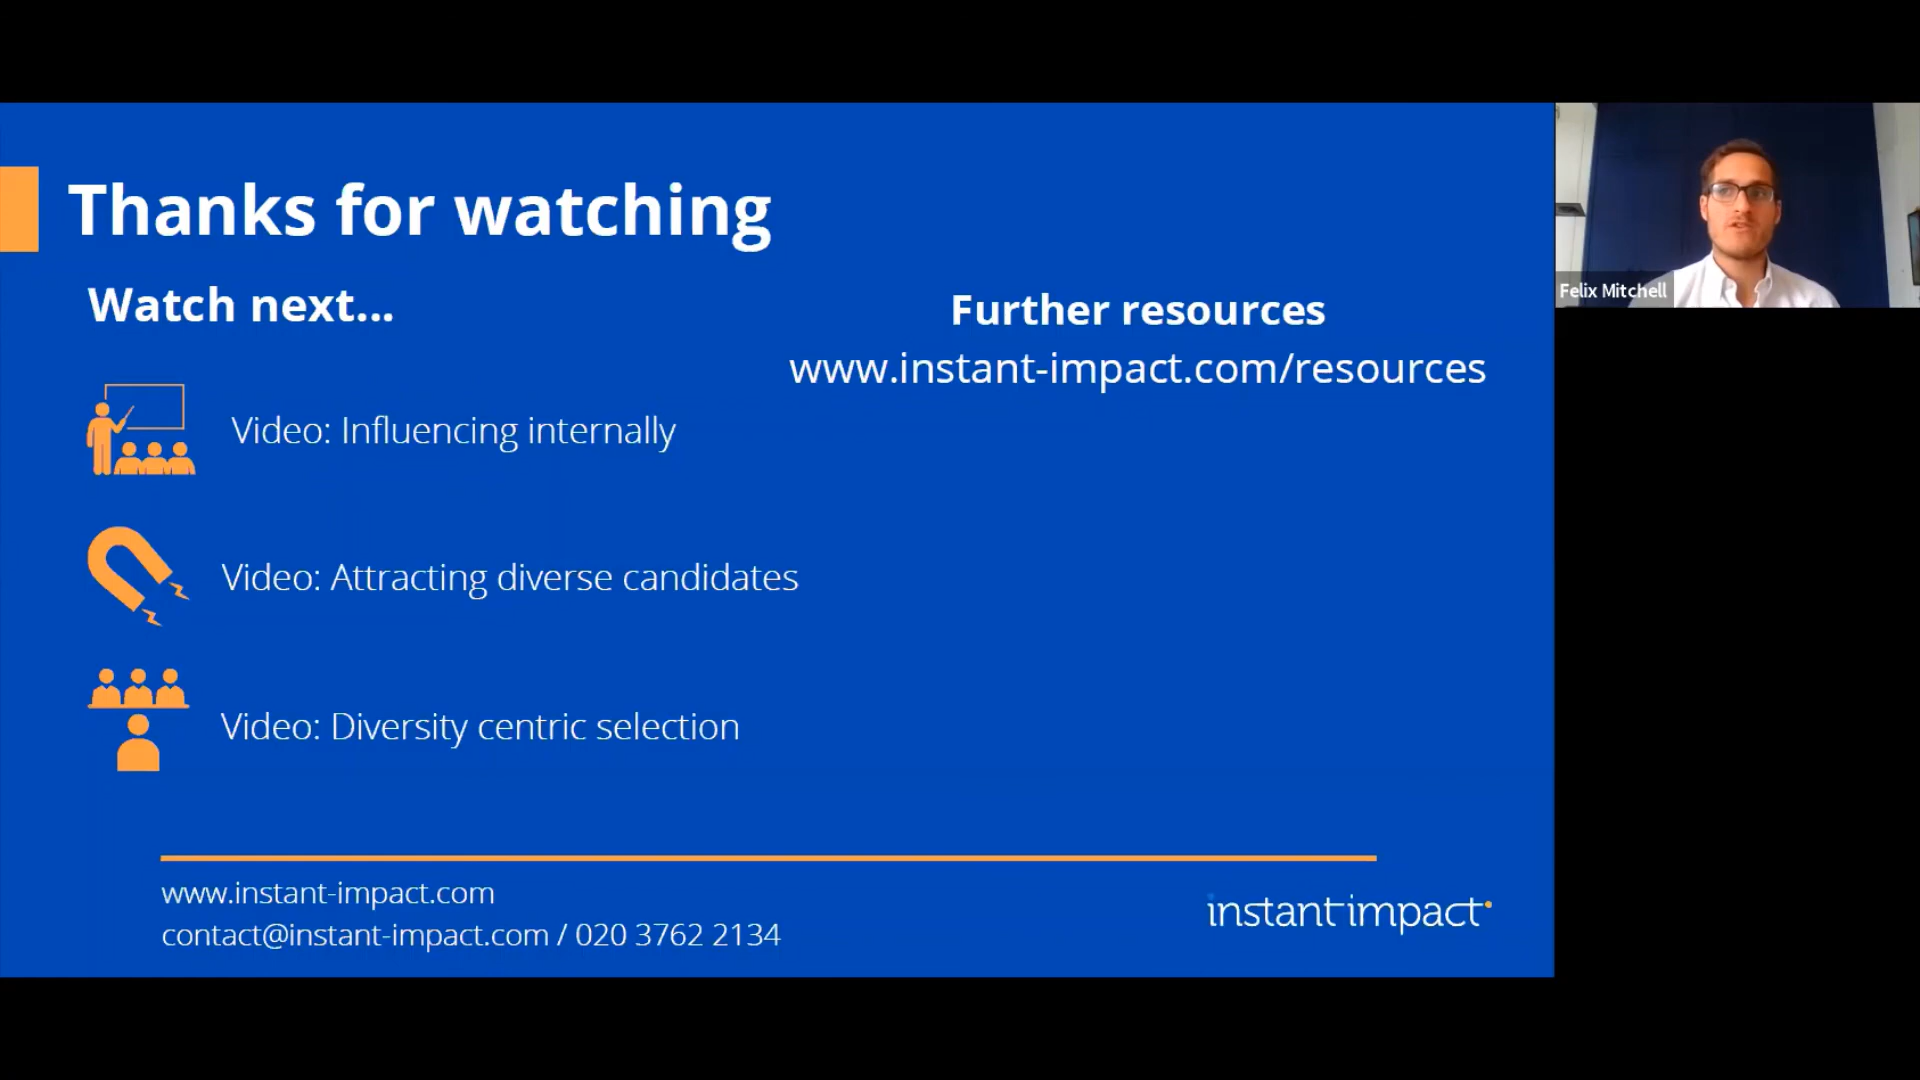 Thanks for watching
Watch next...
Video: Influencing internally
Video: Attracting diverse candidates
Video: Diversity centric selection
Further resources
www.instant-impact.com/resources
www.instant-impact.com
contact@instant-impact.com / 020 3762 2134
instant impact
Felix Mitchell